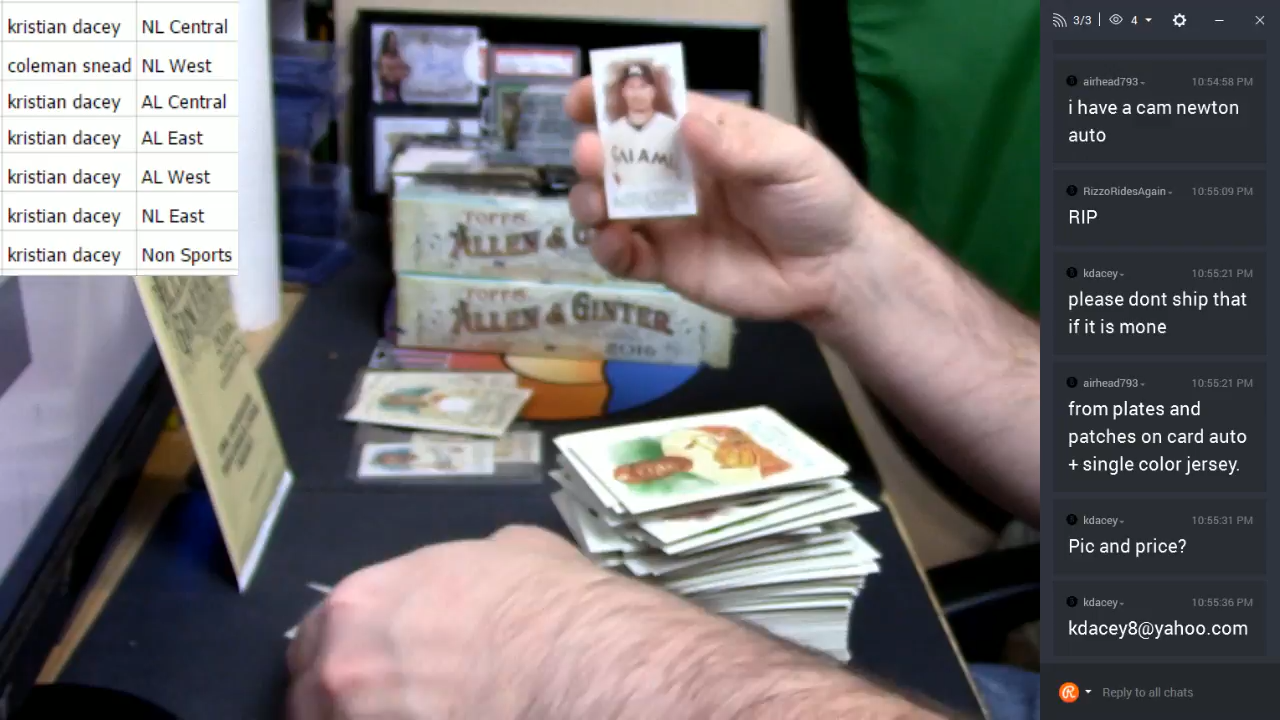 kristian dacey NL Central
coleman snead NL West
kristian dacey AL Central
kristian dacey AL East
kristian dacey AL West
kristian dacey NL East
kristian dacey Non Sports
TOPPS
ALLEN & G
TOPPS
ALLEN & GINTER
2016
MIAMI
3/3 4
airhead793 10:54:58 PM
i have a cam newton
auto
RizzoRidesAgain 10:55:09 PM
RIP
kdacey 10:55:21 PM
please dont ship that
if it is mone
airhead793 10:55:21 PM
from plates and
patches on card auto
+ single color jersey.
kdacey 10:55:31 PM
Pic and price?
kdacey 10:55:36 PM
kdacey8@yahoo.com
Reply to all chats